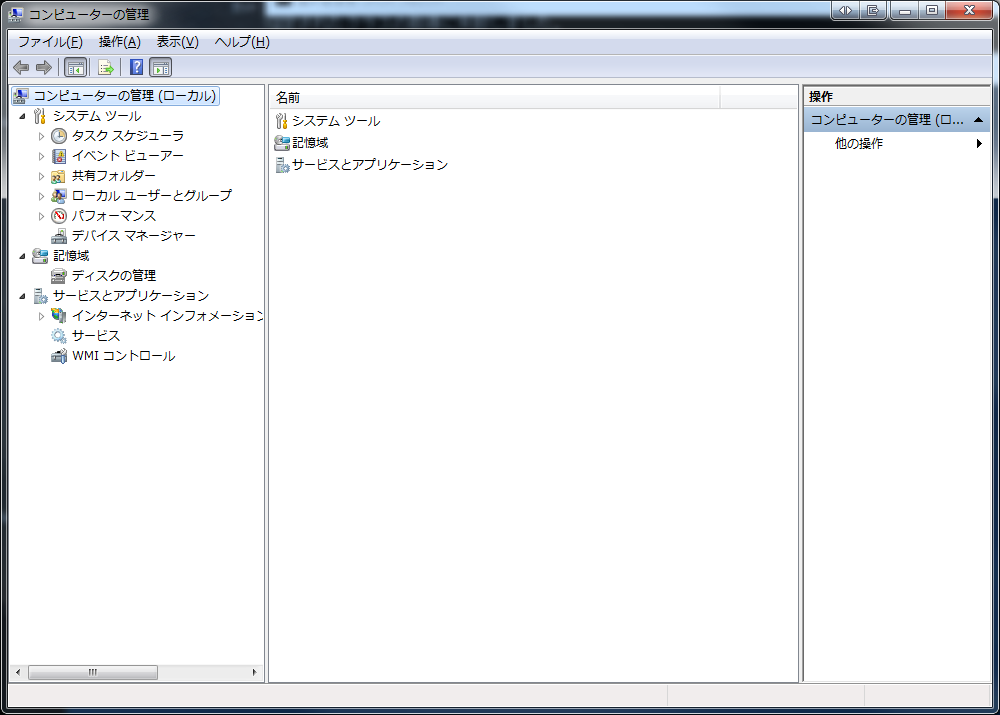 コンピューターの管理
ファイル(F) 操作(A) 表示(V) ヘルプ(H)
コンピューターの管理 (ローカル)
システム ツール
タスク スケジューラ
イベント ビューアー
共有フォルダー
ローカル ユーザーとグループ
パフォーマンス
デバイス マネージャー
記憶域
ディスクの管理
サービスとアプリケーション
インターネット インフォメーション
サービス
WMI コントロール
名前
システム ツール
記憶域
サービスとアプリケーション
操作
コンピューターの管理 (ロ...
他の操作